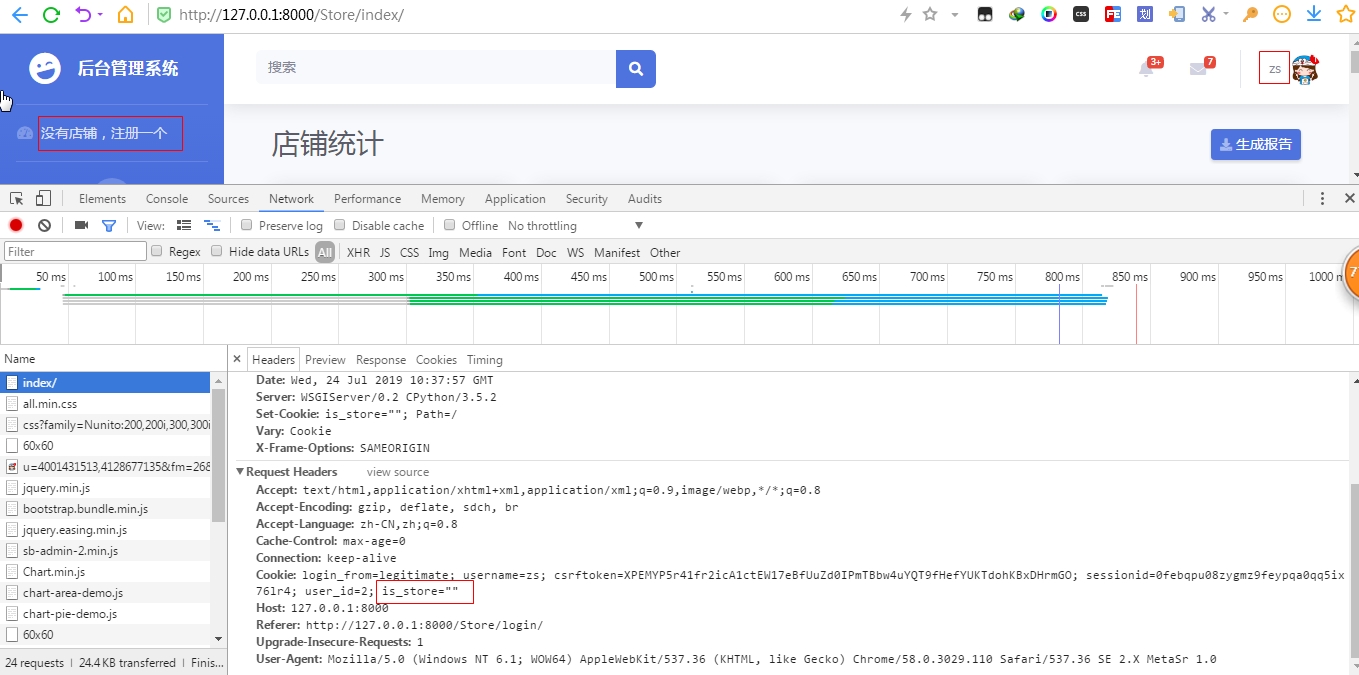 http://127.0.0.1:8000/Store/index/
css
FE
划
后台管理系统
搜索
3+
7
zs
没有店铺，注册一个
店铺统计
生成报告
Elements Console Sources Network Performance Memory Application Security Audits
View: Preserve log Disable cache Offline No throttling
Filter Regex Hide data URLs All XHR JS CSS Img Media Font Doc WS Manifest Other
50 ms 100 ms 150 ms 200 ms 250 ms 300 ms 350 ms 400 ms 450 ms 500 ms 550 ms 600 ms 650 ms 700 ms 750 ms 800 ms 850 ms 900 ms 950 ms 1000 m
7
Name
Headers Preview Response Cookies Timing
index/
all.min.css
css?family=Nunito:200,200i,300,300i
60x60
u=4001431513,4128677135&fm=268
jquery.min.js
bootstrap.bundle.min.js
jquery.easing.min.js
sb-admin-2.min.js
Chart.min.js
chart-area-demo.js
chart-pie-demo.js
60x60
24 requests | 24.4 KB transferred | Finis...
Date: Wed, 24 Jul 2019 10:37:57 GMT
Server: WSGIServer/0.2 CPython/3.5.2
Set-Cookie: is_store=""; Path=/
Vary: Cookie
X-Frame-Options: SAMEORIGIN
Request Headers view source
Accept: text/html,application/xhtml+xml,application/xml;q=0.9,image/webp,*/*;q=0.8
Accept-Encoding: gzip, deflate, sdch, br
Accept-Language: zh-CN,zh;q=0.8
Cache-Control: max-age=0
Connection: keep-alive
Cookie: login_from=legitimate; username=zs; csrftoken=XPEMYP5r41fr2icA1ctEW17eBfUuZd0IPmTBbw4uYQT9fHefYUKTdohKBxDHrmGO; sessionid=0febqpu08zygmz9feypqa0qq5ix
76lr4; user_id=2; is_store=""
Host: 127.0.0.1:8000
Referer: http://127.0.0.1:8000/Store/login/
Upgrade-Insecure-Requests: 1
User-Agent: Mozilla/5.0 (Windows NT 6.1; WOW64) AppleWebKit/537.36 (KHTML, like Gecko) Chrome/58.0.3029.110 Safari/537.36 SE 2.X MetaSr 1.0